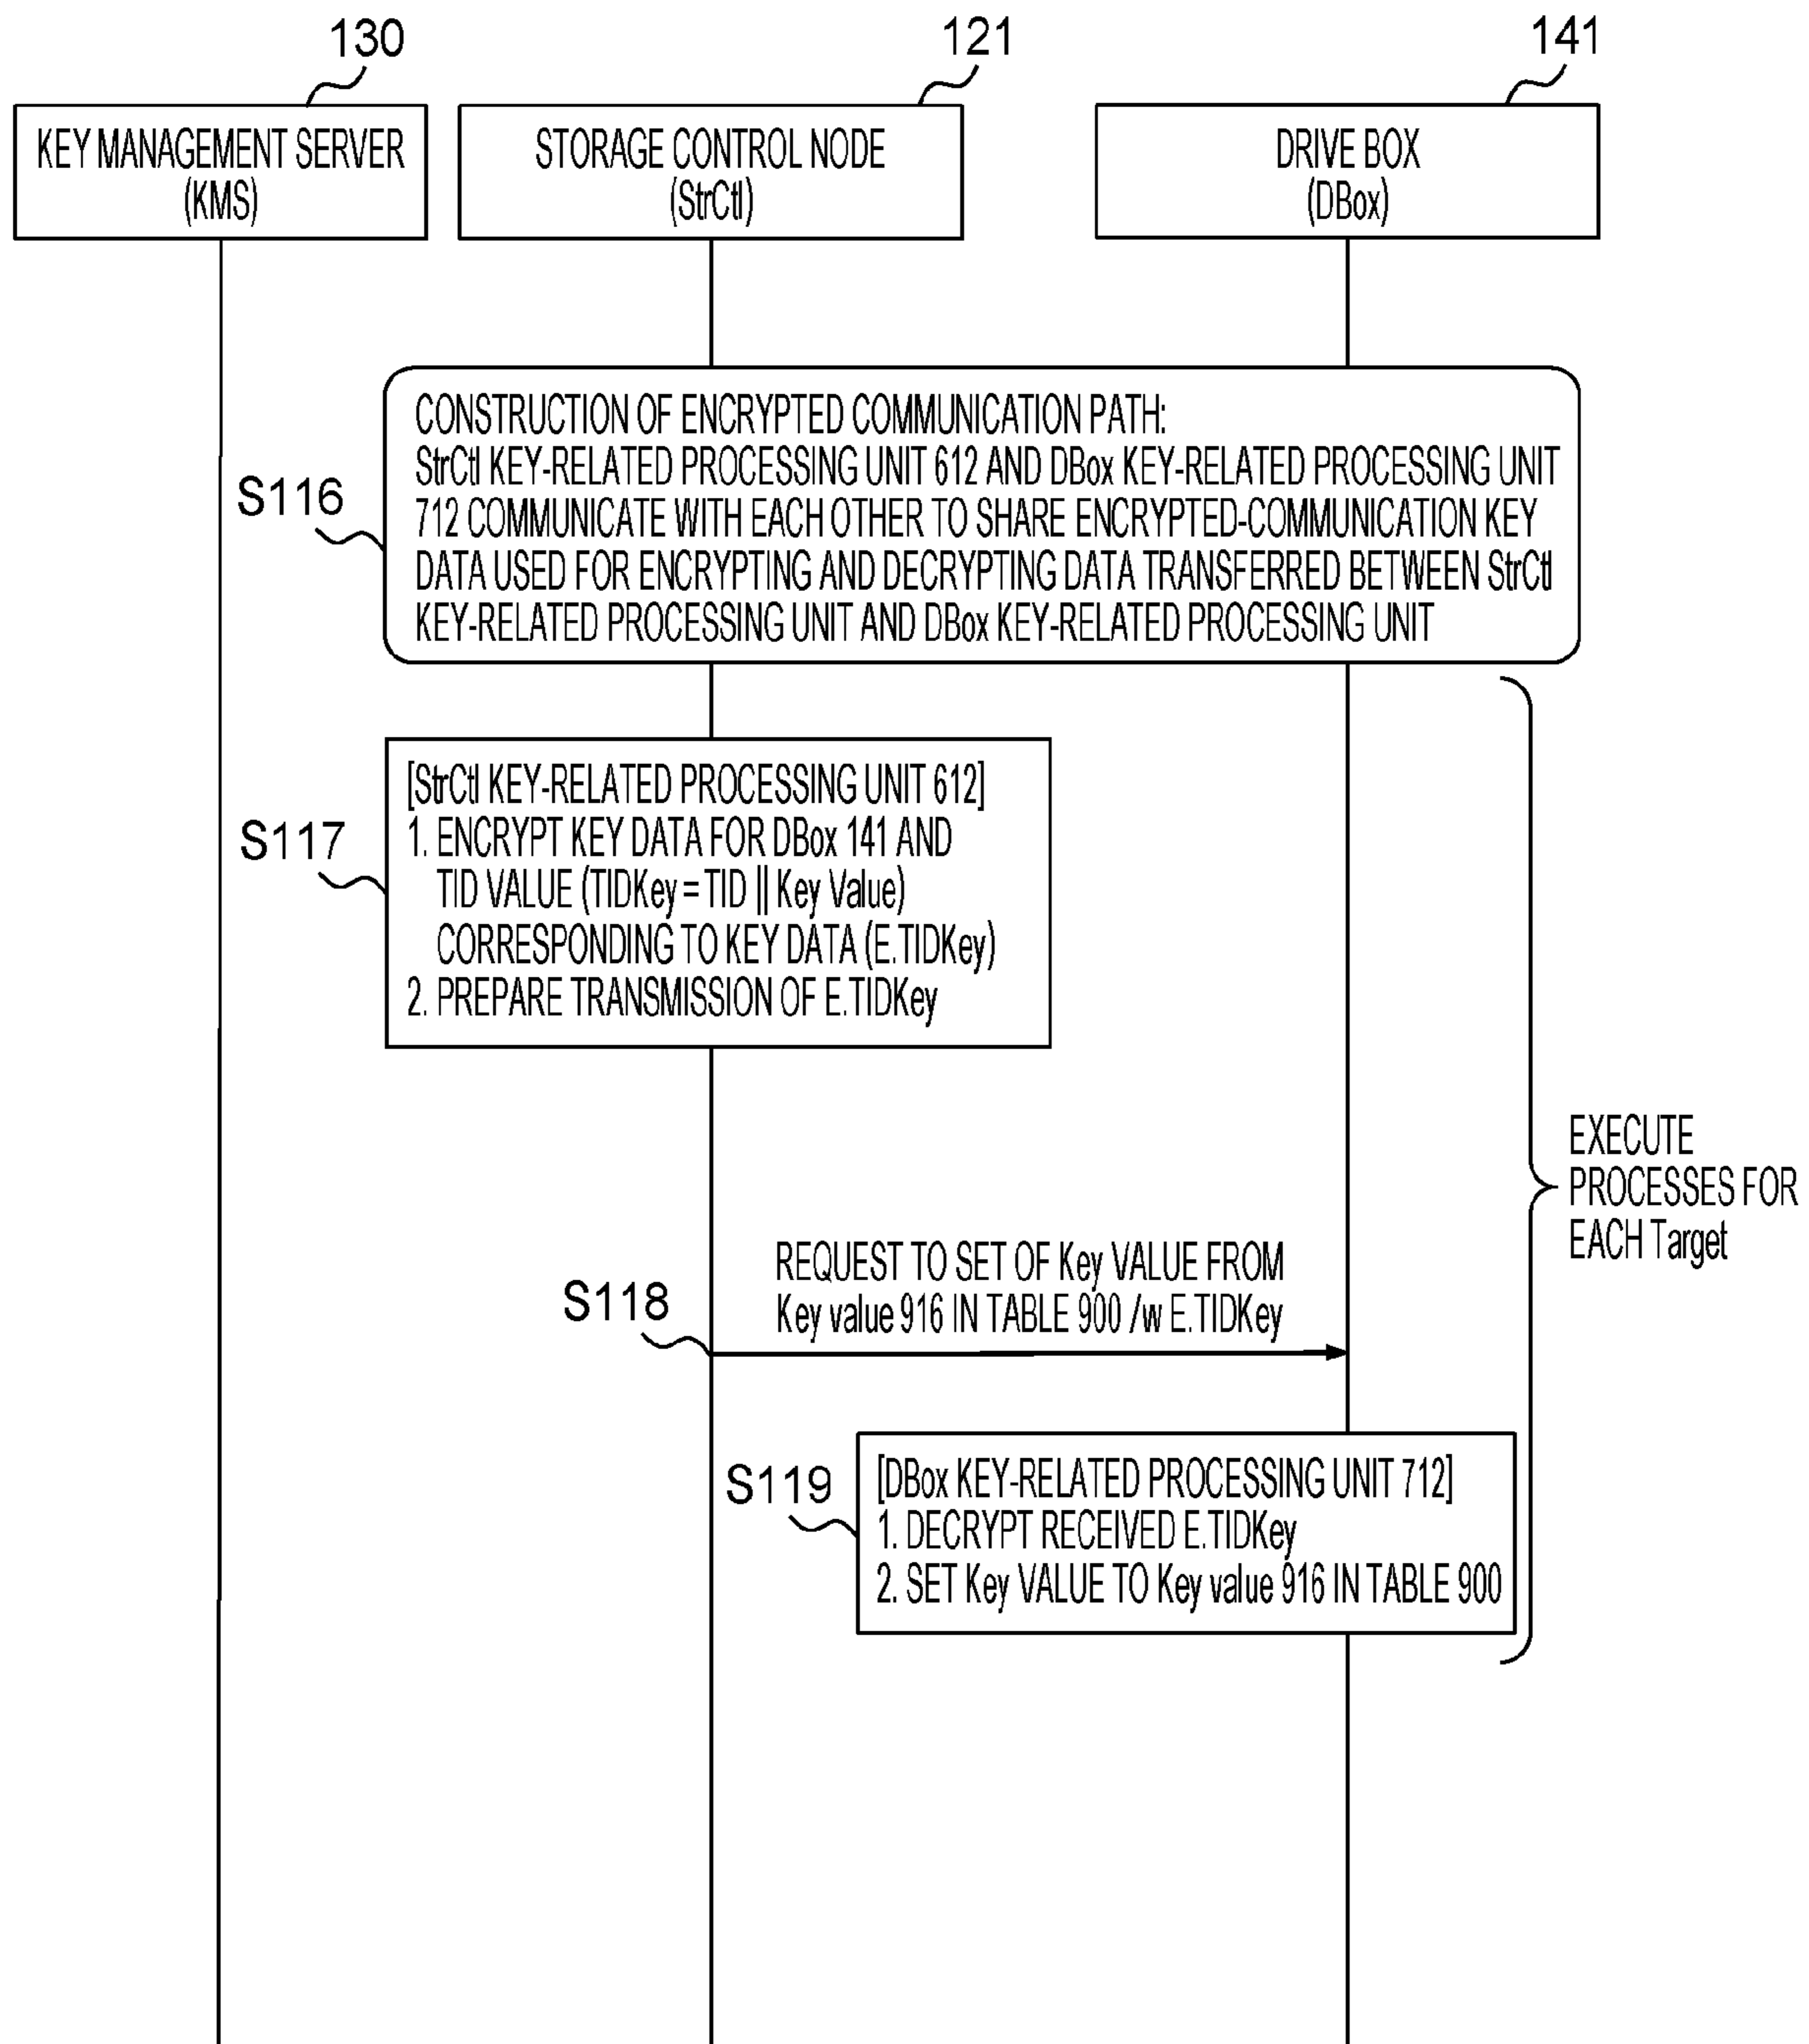 130
121
141
KEY MANAGEMENT SERVER
(KMS)
STORAGE CONTROL NODE
(StrCtl)
DRIVE BOX
(DBox)
S116
CONSTRUCTION OF ENCRYPTED COMMUNICATION PATH:
StrCtl KEY-RELATED PROCESSING UNIT 612 AND DBox KEY-RELATED PROCESSING UNIT
712 COMMUNICATE WITH EACH OTHER TO SHARE ENCRYPTED-COMMUNICATION KEY
DATA USED FOR ENCRYPTING AND DECRYPTING DATA TRANSFERRED BETWEEN StrCtl
KEY-RELATED PROCESSING UNIT AND DBox KEY-RELATED PROCESSING UNIT
S117
[StrCtl KEY-RELATED PROCESSING UNIT 612]
1. ENCRYPT KEY DATA FOR DBox 141 AND
TID VALUE (TIDKey = TID || Key Value)
CORRESPONDING TO KEY DATA (E.TIDKey)
2. PREPARE TRANSMISSION OF E.TIDKey
EXECUTE
PROCESSES FOR
EACH Target
S118
REQUEST TO SET OF Key VALUE FROM
Key value 916 IN TABLE 900 /w E.TIDKey
S119
[DBox KEY-RELATED PROCESSING UNIT 712]
1. DECRYPT RECEIVED E.TIDKey
2. SET Key VALUE TO Key value 916 IN TABLE 900